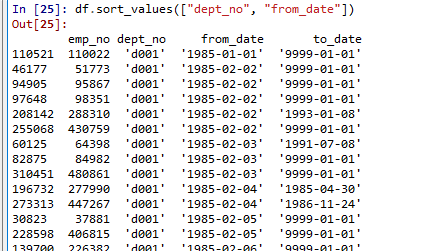 In [25]: df.sort_values(["dept_no", "from_date"])
Out[25]:
emp_no dept_no from_date to_date
110521 110022 'd001' '1985-01-01' '9999-01-01'
46177 51773 'd001' '1985-02-02' '9999-01-01'
94905 95867 'd001' '1985-02-02' '9999-01-01'
97648 98351 'd001' '1985-02-02' '9999-01-01'
208142 288310 'd001' '1985-02-02' '1993-01-08'
255068 430759 'd001' '1985-02-02' '9999-01-01'
60125 64398 'd001' '1985-02-03' '1991-07-08'
82875 84982 'd001' '1985-02-03' '9999-01-01'
310451 480861 'd001' '1985-02-03' '9999-01-01'
196732 277990 'd001' '1985-02-04' '1985-04-30'
273313 447267 'd001' '1985-02-04' '1986-11-24'
30823 37881 'd001' '1985-02-05' '9999-01-01'
228598 406815 'd001' '1985-02-05' '9999-01-01'
139700 226382 'd001' '1985-02-06' '9999-01-01'